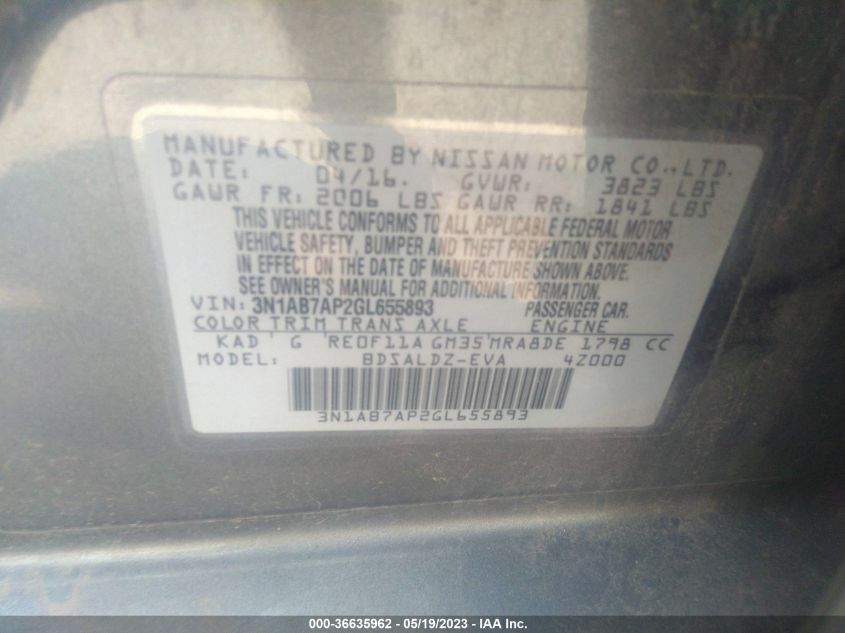 MANUFACTURED BY NISSAN MOTOR CO., LTD.
DATE: 04/16. GVWR: 3823 LBS
GAWR FR: 2006 LBS GAWR RR: 1841 LBS
THIS VEHICLE CONFORMS TO ALL APPLICABLE FEDERAL MOTOR
VEHICLE SAFETY, BUMPER AND THEFT PREVENTION STANDARDS
IN EFFECT ON THE DATE OF MANUFACTURE SHOWN ABOVE.
SEE OWNER'S MANUAL FOR ADDITIONAL INFORMATION.
VIN: 3N1AB7AP2GL655893 PASSENGER CAR.
COLOR TRIM TRANS AXLE ENGINE
KAD G RE0F11A GM35 MRA8DE 1798 CC
MODEL: BDSALDZ-EVA 4Z000
3N1AB7AP2GL655893
000-36635962 - 05/19/2023 - IAA Inc.